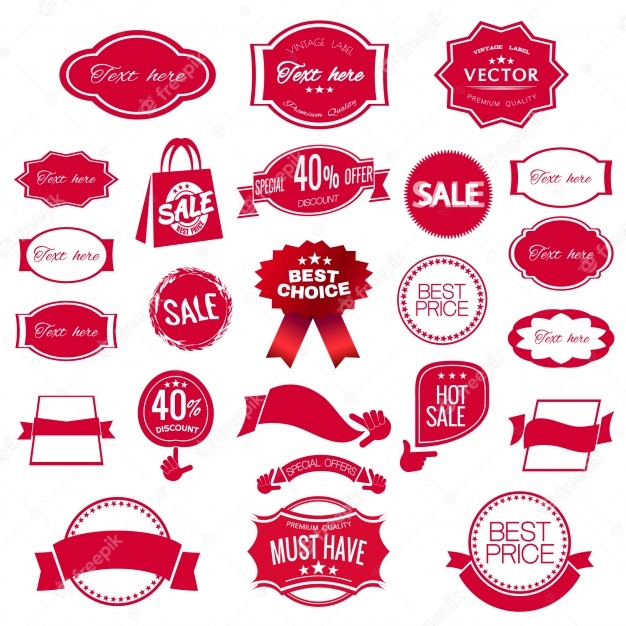 Text here
VINTAGE LABEL
Text here
Premium Quality
VINTAGE LABEL
VECTOR
PREMIUM QUALITY
Text here
SALE
BEST PRICE
SPECIAL 40% OFFER
DISCOUNT
SALE
Text here
Text here
SALE
BEST
CHOICE
BEST
PRICE
Text here
Text here
Text here
40%
DISCOUNT
HOT
SALE
SPECIAL OFFERS
PREMIUM QUALITY
MUST HAVE
BEST
PRICE
freepik